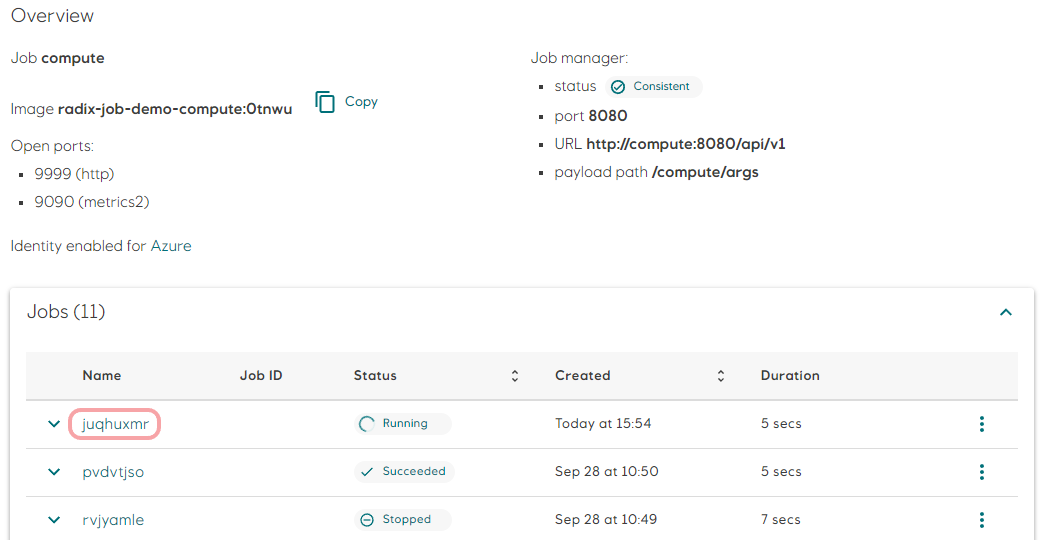 Overview
Job compute
Image radix-job-demo-compute:0tnwu Copy
Open ports:
9999 (http)
9090 (metrics2)
Identity enabled for Azure
Job manager:
status Consistent
port 8080
URL http://compute:8080/api/v1
payload path /compute/args
Jobs (11)
Name Job ID Status Created Duration
juqhuxmr Running Today at 15:54 5 secs
pvdvtjso Succeeded Sep 28 at 10:50 5 secs
rvjyamle Stopped Sep 28 at 10:49 7 secs